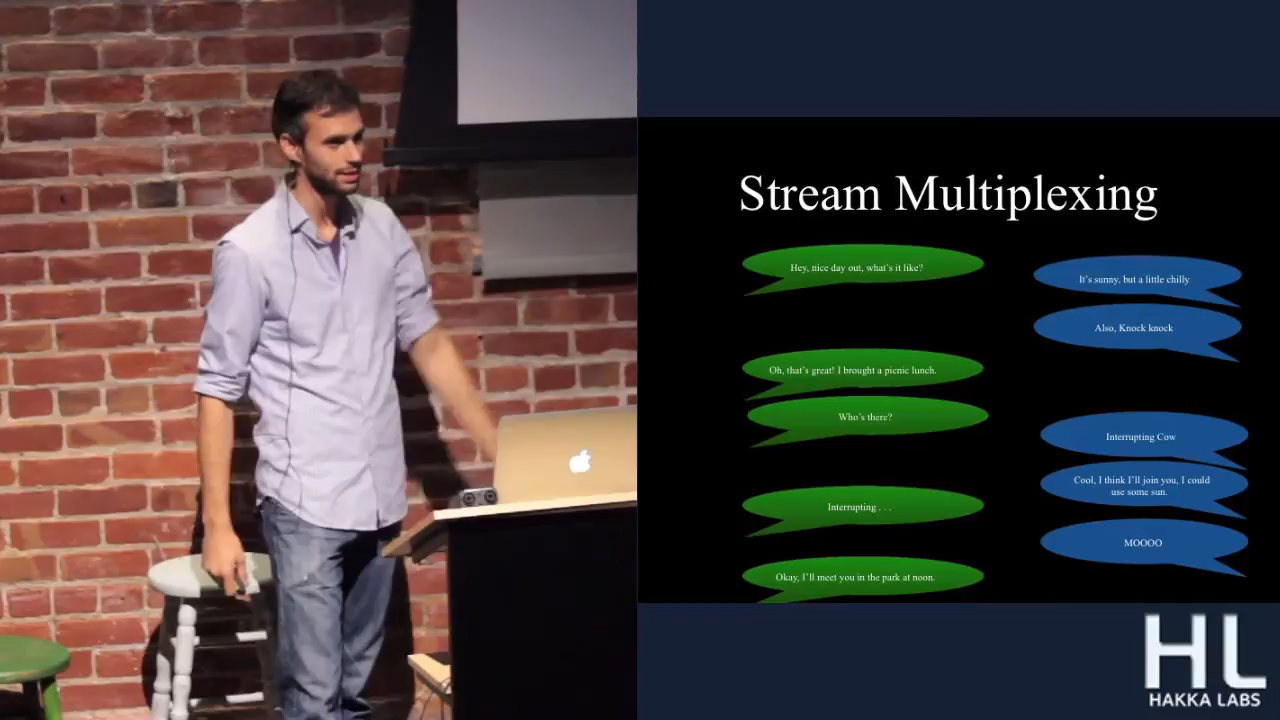 Stream Multiplexing
Hey, nice day out, what's it like?
It's sunny, but a little chilly
Also, Knock knock
Oh, that's great! I brought a picnic lunch.
Who's there?
Interrupting Cow
Cool, I think I'll join you, I could
use some sun.
Interrupting . . .
MOOOO
Okay, I'll meet you in the park at noon.
HL
HAKKA LABS